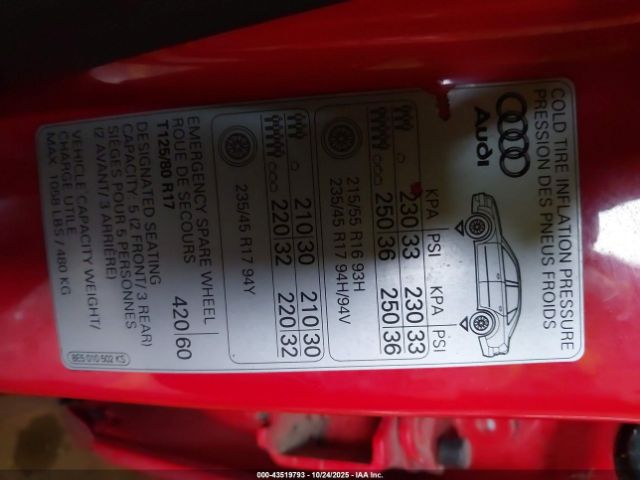 COLD TIRE INFLATION PRESSURE
PRESSION DES PNEUS FROIDS
Audi
KPA PSI KPA PSI
215/55 R16 93H
235/45 R17 94H/94V
230 33 230 33
250 36 250 36
235/45 R17 94Y
210 30 210 30
220 32 220 32
EMERGENCY SPARE WHEEL
ROUE DE SECOURS
T125/80 R17 420 60
DESIGNATED SEATING
CAPACITY: 5 (2 FRONT/3 REAR)
SIÉGES POUR 5 PERSONNES
(2 AVANT/3 ARRIÉRE)
VEHICLE CAPACITY WEIGHT/
CHARGE UTILE
MAX. 1058 LBS/480 KG
8E5 010 502 KS
000-43519793 - 10/24/2025 - IAA Inc.